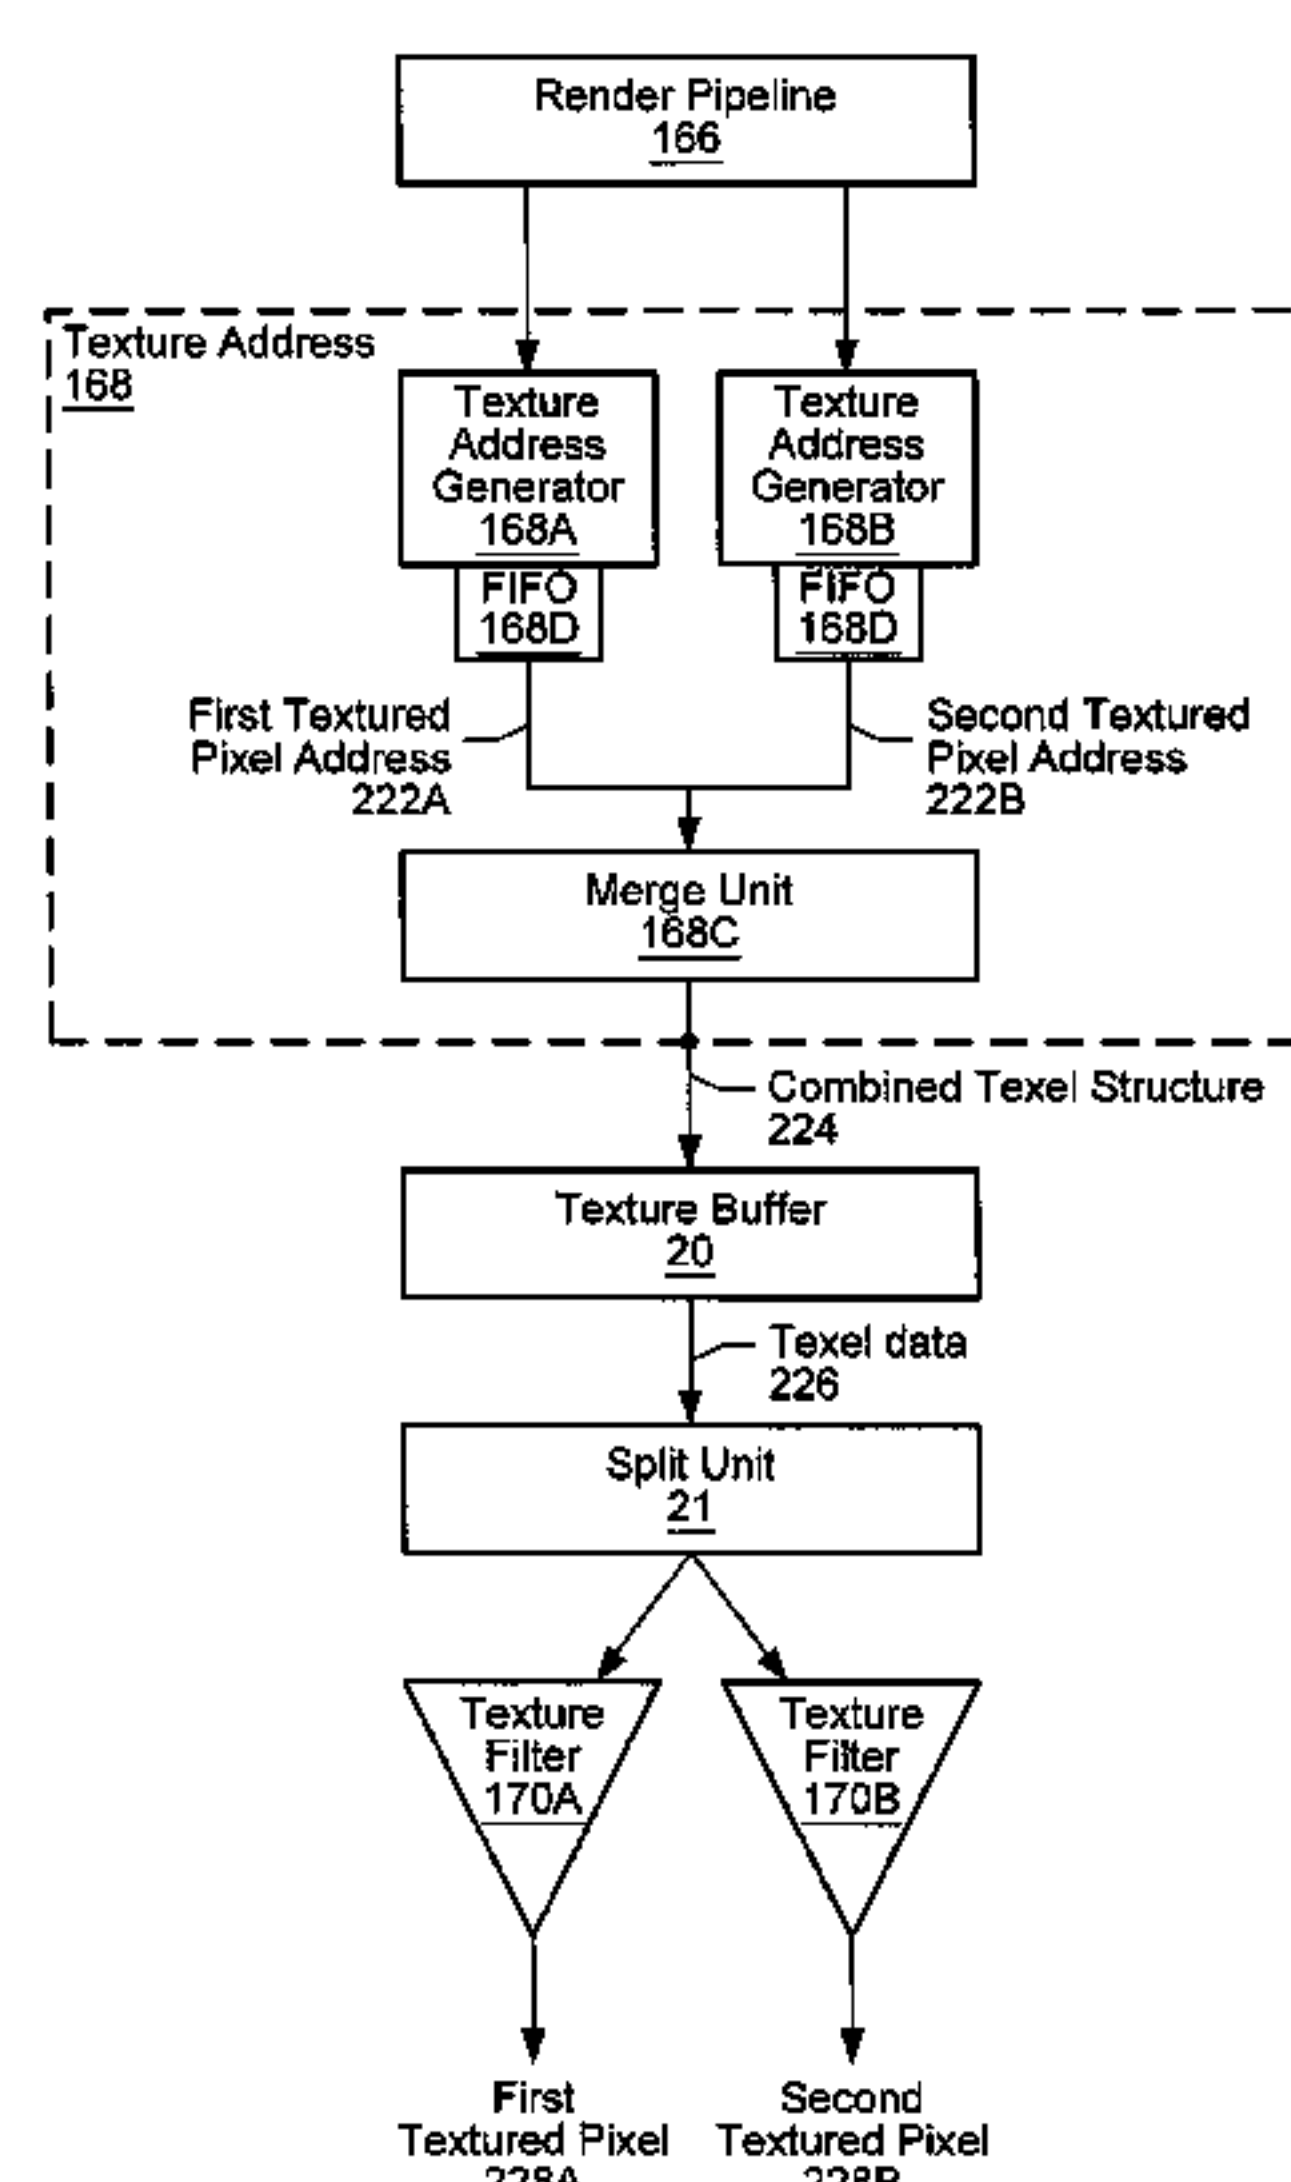 Render Pipeline
166
Texture Address
168
Texture
Address
Generator
168A
FIFO
168D
Texture
Address
Generator
168B
FIFO
168D
First Textured
Pixel Address
222A
Second Textured
Pixel Address
222B
Merge Unit
168C
Combined Texel Structure
224
Texture Buffer
20
Texel data
226
Split Unit
21
Texture
Filter
170A
Texture
Filter
170B
First
Textured Pixel
228A
Second
Textured Pixel
228B